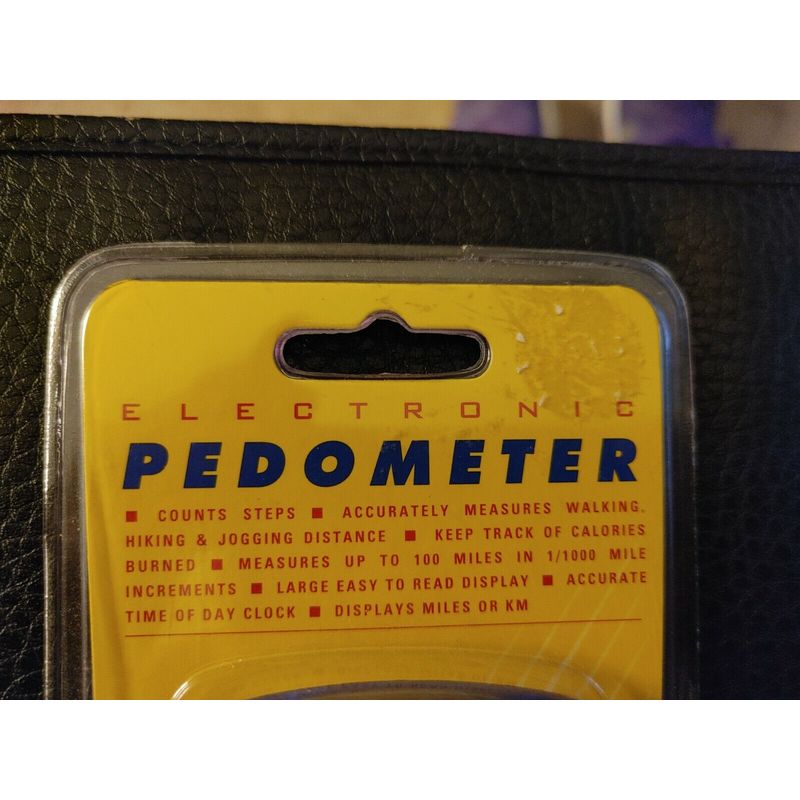 ELECTRONIC
PEDOMETER
■ COUNTS STEPS ■ ACCURATELY MEASURES WALKING,
HIKING & JOGGING DISTANCE ■ KEEP TRACK OF CALORIES
BURNED ■ MEASURES UP TO 100 MILES IN 1/1000 MILE
INCREMENTS ■ LARGE EASY TO READ DISPLAY ■ ACCURATE
TIME OF DAY CLOCK ■ DISPLAYS MILES OR KM